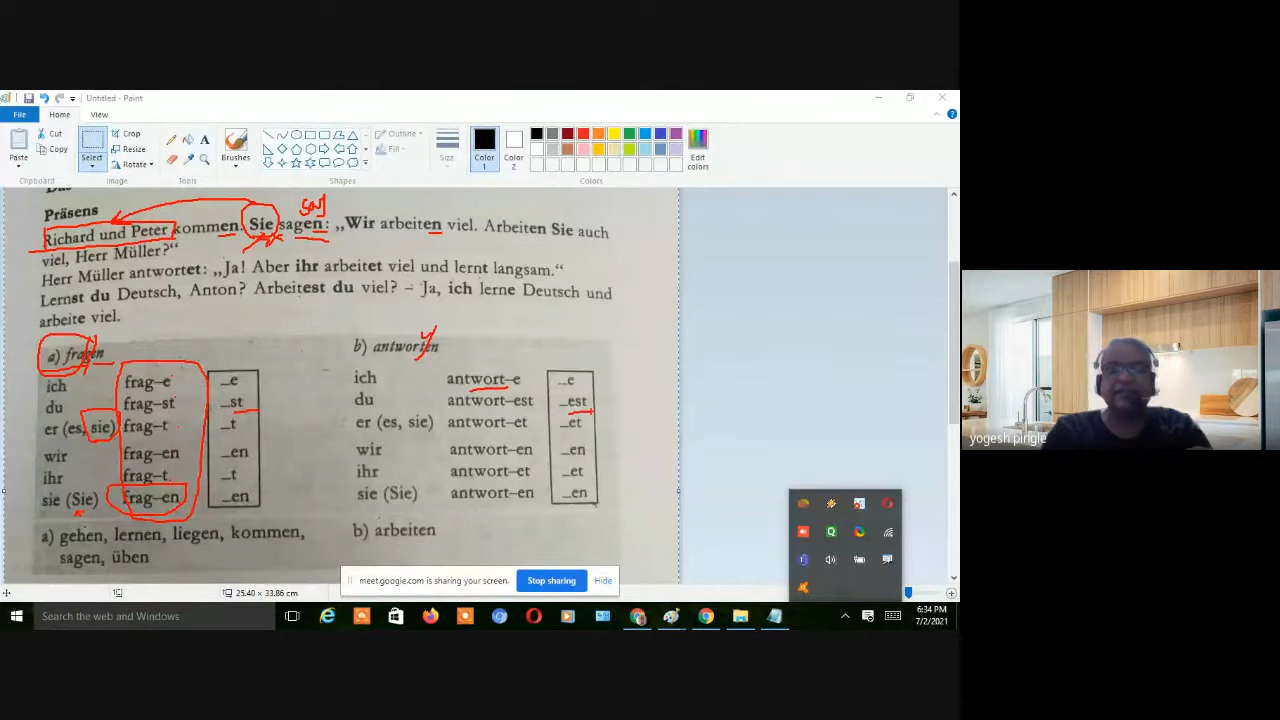 Untitled - Paint
File Home View
Paste
Cut
Copy
Select
Crop
Resize
Rotate
Brushes
Outline
Fill
Size
Color 1
Color 2
Edit colors
Clipboard Image Tools Shapes Colors
say
Präsens
Richard und Peter kommen. Sie sagen: „Wir arbeiten viel. Arbeiten Sie auch
viel, Herr Müller?“
Herr Müller antwortet: „Ja! Aber ihr arbeitet viel und lernt langsam.“
Lernst du Deutsch, Anton? Arbeitest du viel? – Ja, ich lerne Deutsch und
arbeite viel.
a) fragen b) antworten
ich frag–e _e ich antwort–e _e
du frag–st _st du antwort–est _est
er (es, sie) frag–t _t er (es, sie) antwort–et _et
wir frag–en _en wir antwort–en _en
ihr frag–t _t ihr antwort–et _et
sie (Sie) frag–en _en sie (Sie) antwort–en _en
a) gehen, lernen, liegen, kommen, b) arbeiten
sagen, üben
yogesh pirigle
meet.google.com is sharing your screen. Stop sharing Hide
25.40 × 33.86 cm
Search the web and Windows
6:34 PM
7/2/2021